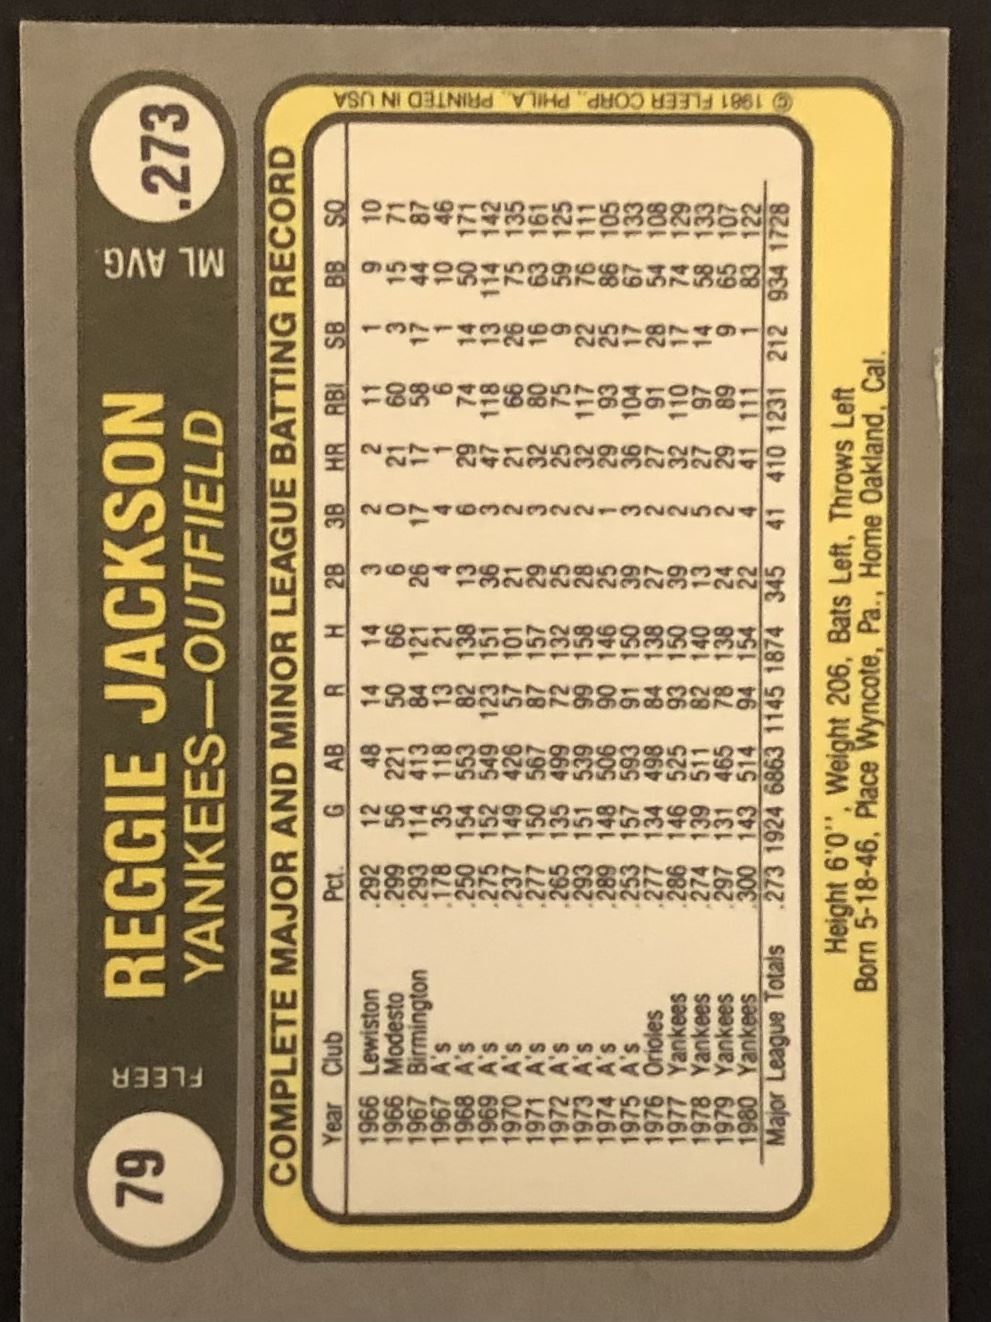 79
FLEER
REGGIE JACKSON
YANKEES—OUTFIELD
ML AVG.
.273
COMPLETE MAJOR AND MINOR LEAGUE BATTING RECORD
Year Club Pct. G AB R H 2B 3B HR RBI SB BB SO
1966 Lewiston .292 12 48 14 14 3 2 2 11 1 9 10
1966 Modesto .299 56 221 50 66 6 0 21 60 3 15 71
1967 Birmington .293 114 413 84 121 26 17 17 58 17 44 87
1967 A's .178 35 118 13 21 4 4 1 6 1 10 46
1968 A's .250 154 553 82 138 13 6 29 74 14 50 171
1969 A's .275 152 549 123 151 36 3 47 118 13 114 142
1970 A's .237 149 426 57 101 21 2 21 66 26 75 135
1971 A's .277 150 567 87 157 29 3 32 80 16 63 161
1972 A's .265 135 499 72 132 25 2 25 75 9 59 125
1973 A's .293 151 539 99 158 28 2 32 117 22 76 111
1974 A's .289 148 506 90 146 25 1 29 93 25 86 105
1975 A's .253 157 593 91 150 39 3 36 104 17 67 133
1976 Orioles .277 134 498 84 138 27 2 27 91 28 54 108
1977 Yankees .286 146 525 93 150 39 2 32 110 17 74 129
1978 Yankees .274 139 511 82 140 13 5 27 97 14 58 133
1979 Yankees .297 131 465 78 138 24 2 29 89 9 65 107
1980 Yankees .300 143 514 94 154 22 4 41 111 1 83 122
Major League Totals .273 1924 6863 1145 1874 345 41 410 1231 212 934 1728
Height 6'0", Weight 206, Bats Left, Throws Left
Born 5-18-46, Place Wyncote, Pa., Home Oakland, Cal.
© 1981 FLEER CORP., PHILA., PRINTED IN USA